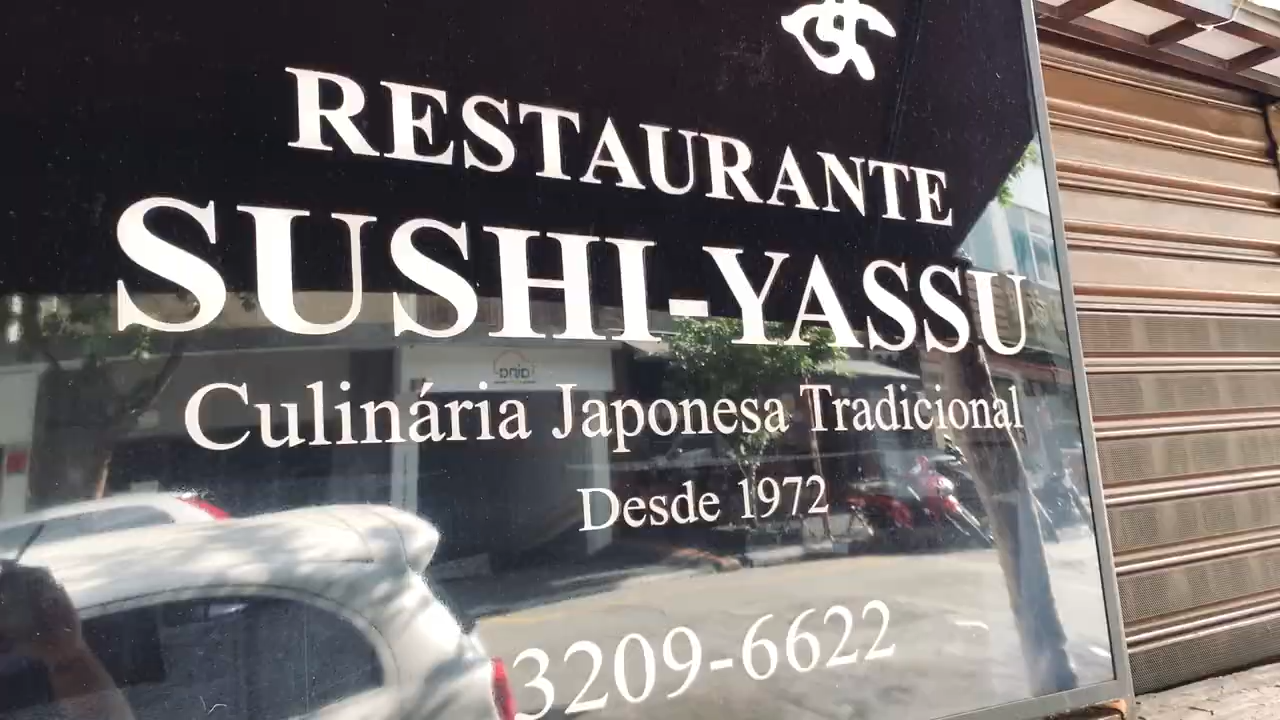 RESTAURANTE
SUSHI-YASSU
Culinária Japonesa Tradicional
Desde 1972
3209-6622